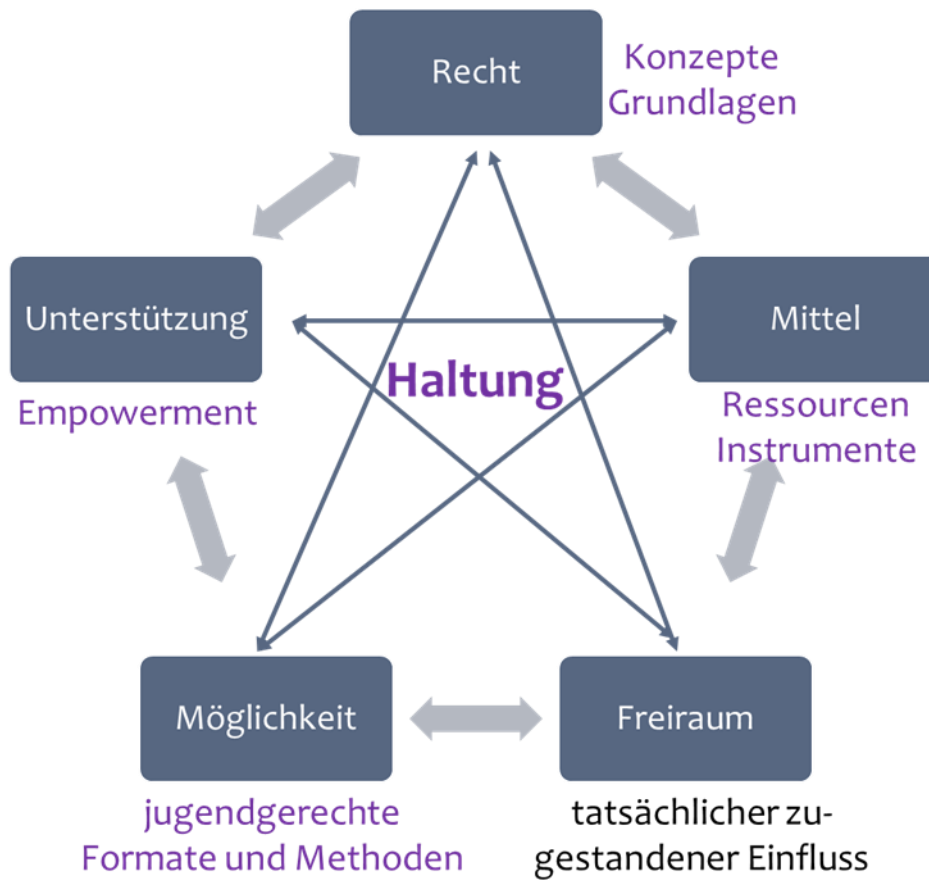 Recht
Konzepte
Grundlagen
Unterstützung
Mittel
Haltung
Empowerment
Ressourcen
Instrumente
Möglichkeit
Freiraum
jugendgerechte
Formate und Methoden
tatsächlicher zu-
gestandener Einfluss